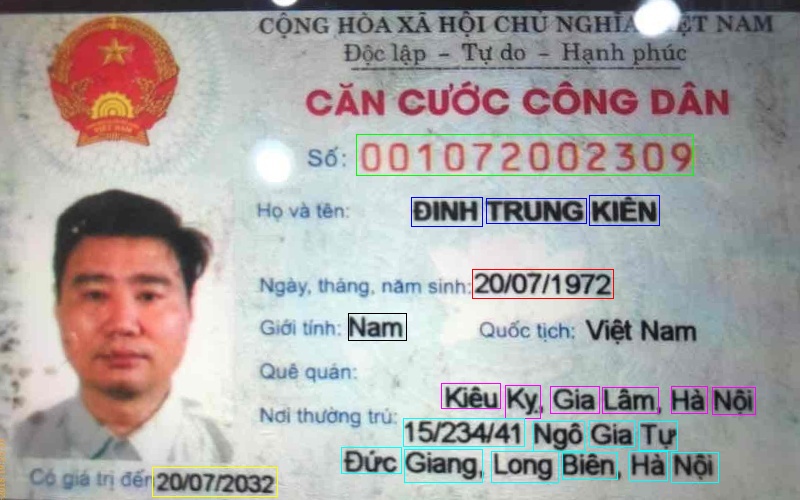 CỘNG HÒA XÃ HỘI CHỦ NGHĨA VIỆT NAM
Độc lập - Tự do - Hạnh phúc
CĂN CƯỚC CÔNG DÂN
VIỆT NAM
Số: 001072002309
Họ và tên: ĐINH TRUNG KIÊN
Ngày, tháng, năm sinh: 20/07/1972
Giới tính: Nam Quốc tịch: Việt Nam
Quê quán:
Kiêu Kỵ, Gia Lâm, Hà Nội
Nơi thường trú: 15/234/41 Ngô Gia Tự
Đức Giang, Long Biên, Hà Nội
Có giá trị đến 20/07/2032